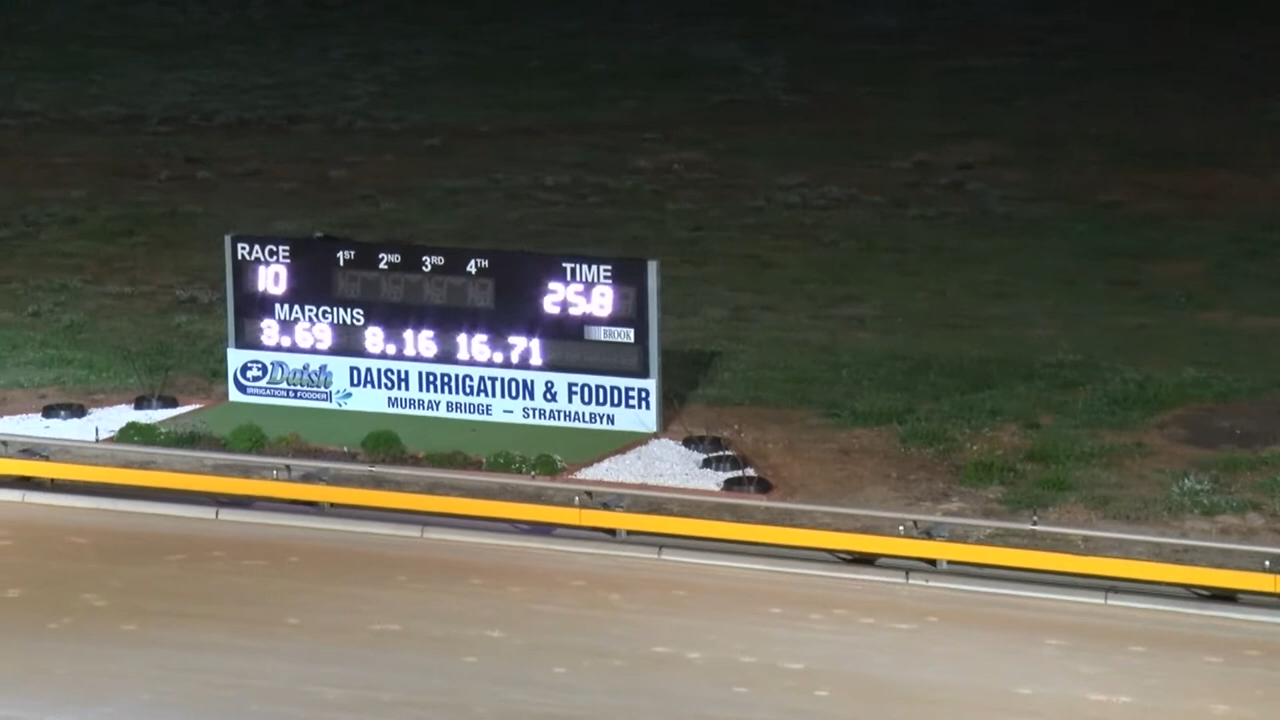 RACE 1ST 2ND 3RD 4TH TIME
10 25.8
MARGINS
BROOK
3.69 8.16 16.71
Daish
IRRIGATION & FODDER
DAISH IRRIGATION & FODDER
MURRAY BRIDGE – STRATHALBYN